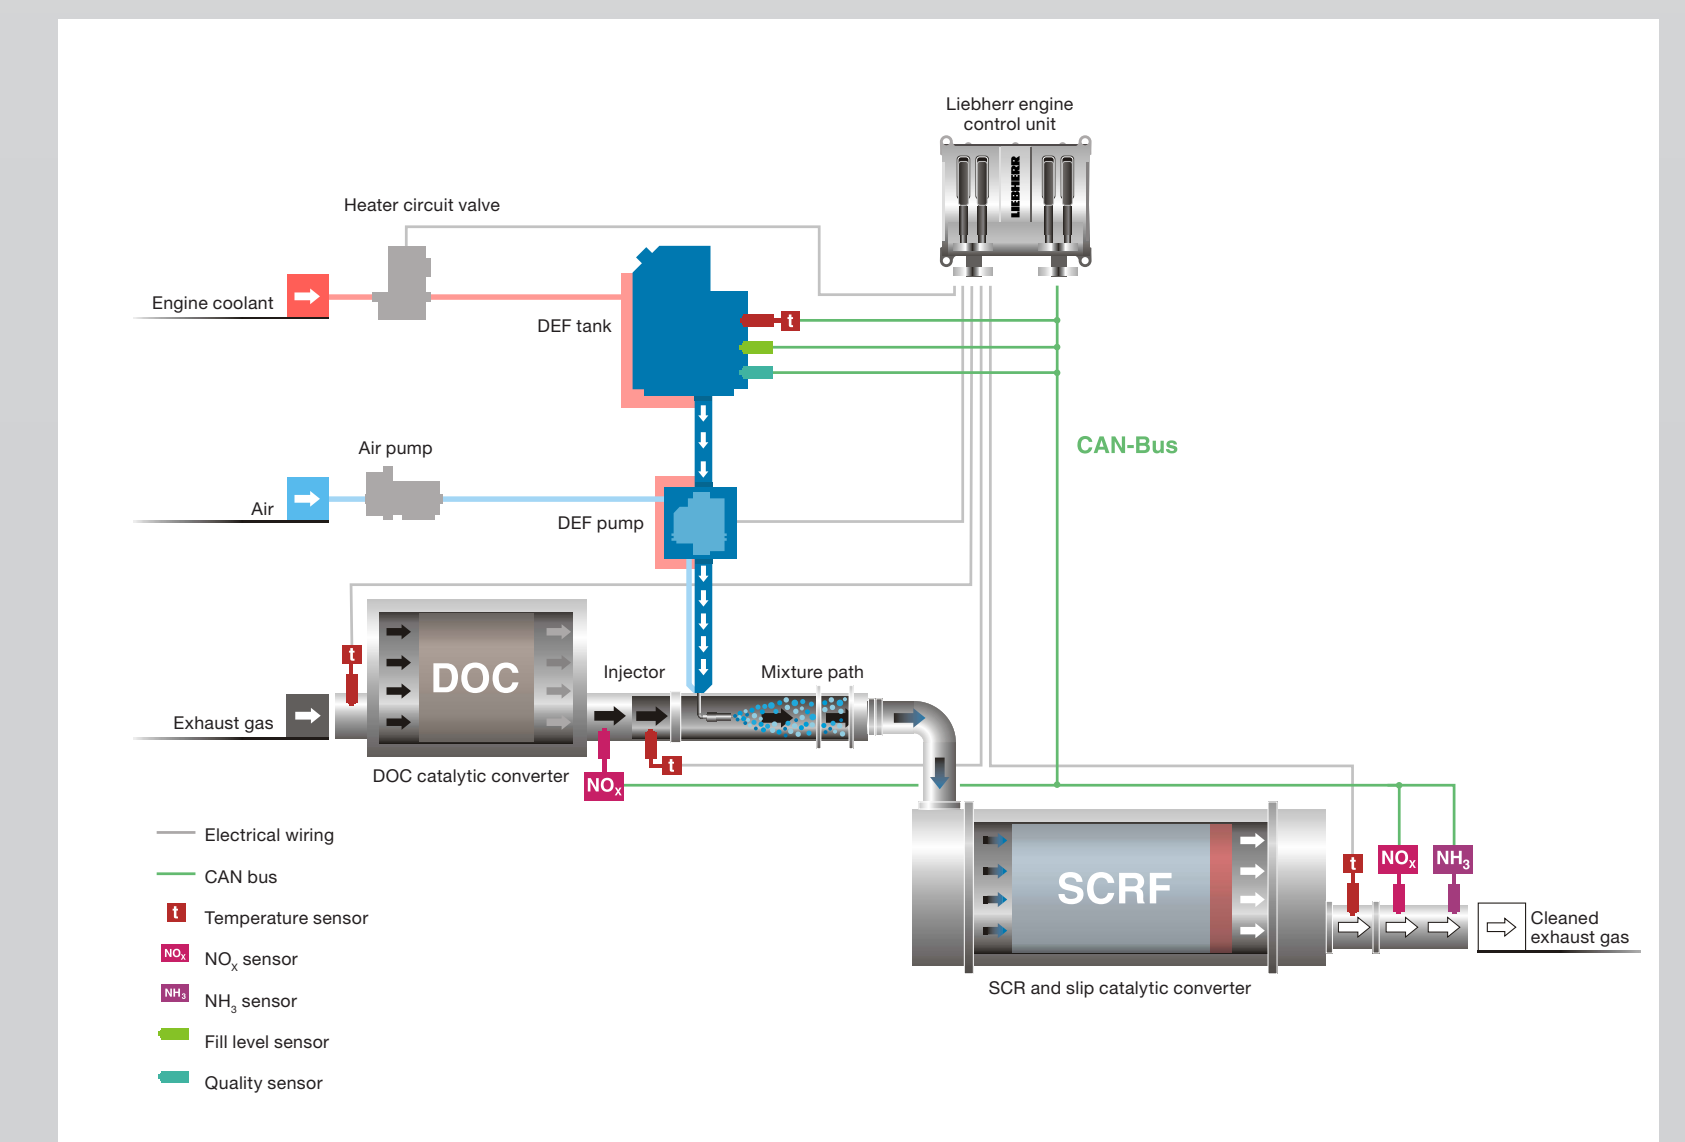 Liebherr engine
control unit
LIEBHERR
Heater circuit valve
Engine coolant
DEF tank
t
CAN-Bus
Air pump
Air
DEF pump
t
DOC
Injector
Mixture path
Exhaust gas
DOC catalytic converter
t
NOx
SCRF
t
NOx
NH3
Cleaned
exhaust gas
SCR and slip catalytic converter
Electrical wiring
CAN bus
t
Temperature sensor
NOx
NOx sensor
NH3
NH3 sensor
Fill level sensor
Quality sensor